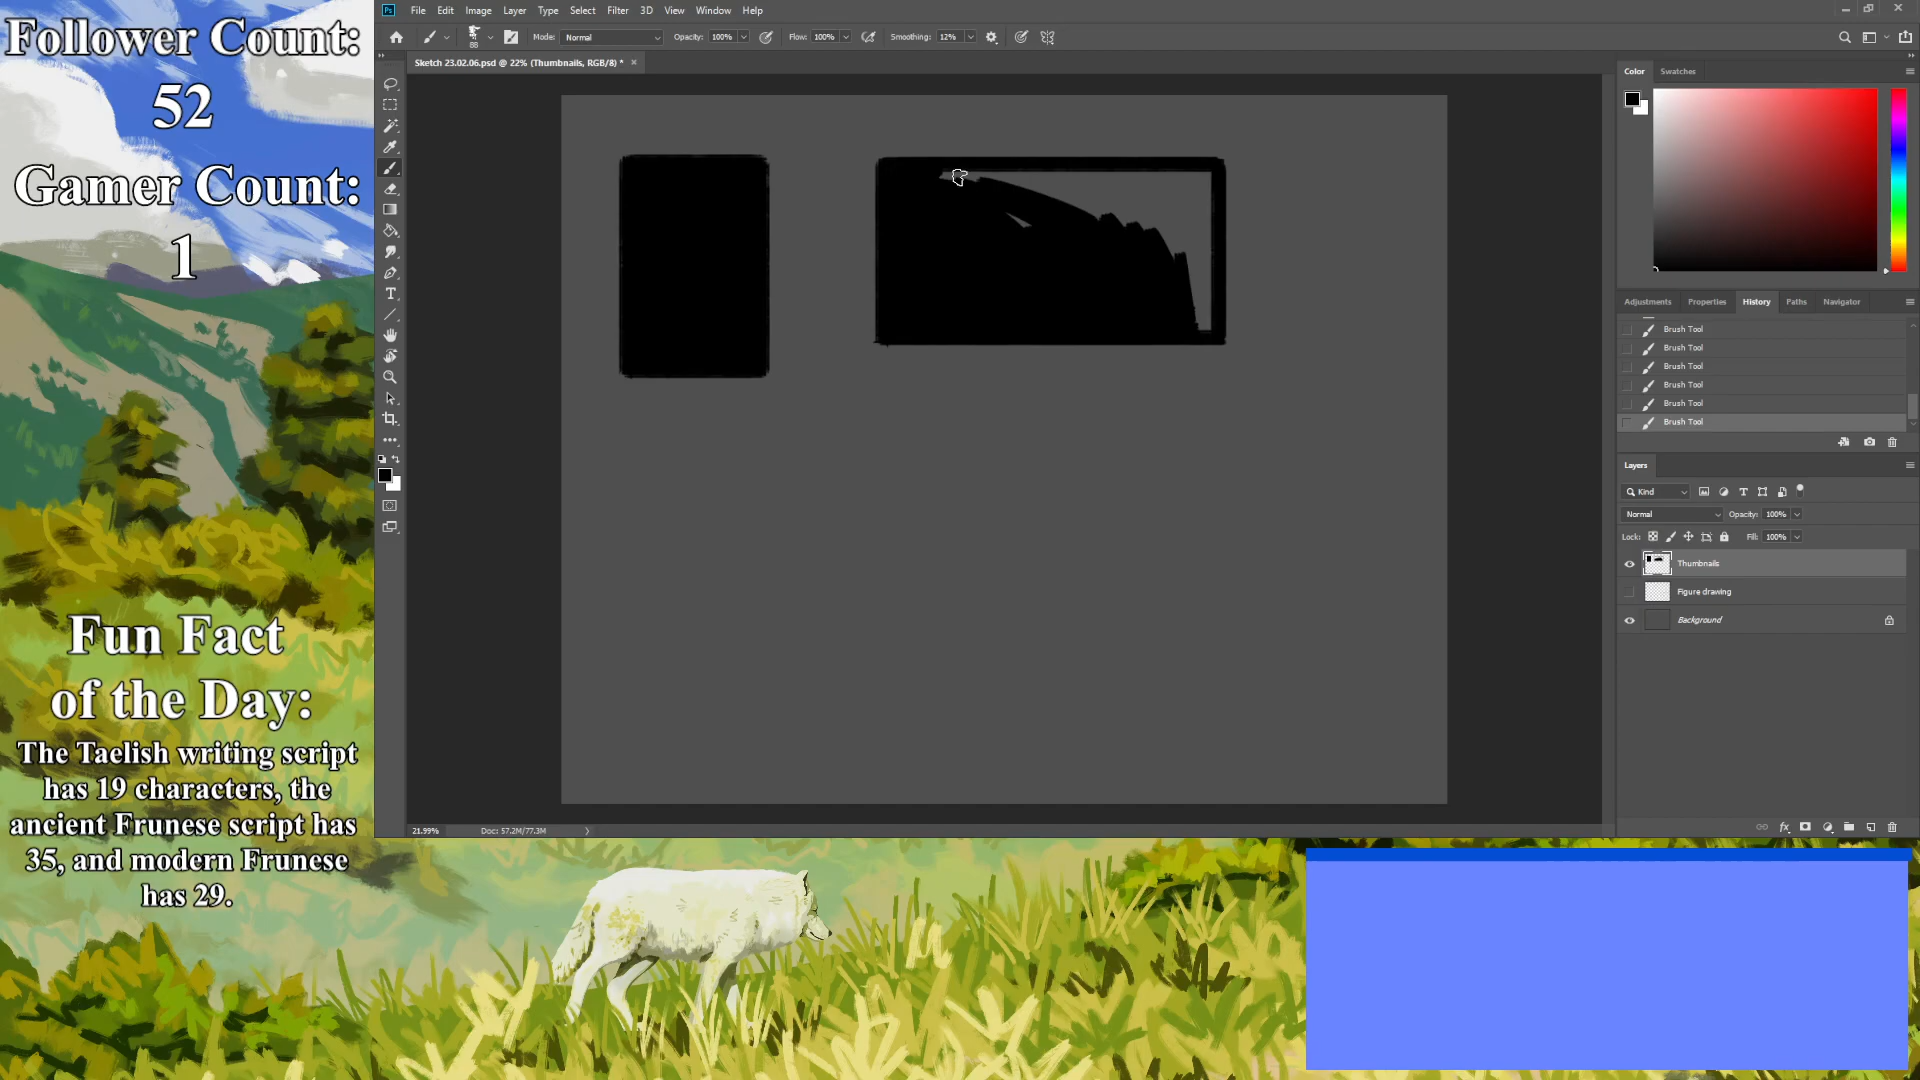 Follower Count:
52
Gamer Count:
1
Fun Fact
of the Day:
The Taelish writing script
has 19 characters, the
ancient Frunese script has
35, and modern Frunese
has 29.
Ps File Edit Image Layer Type Select Filter 3D View Window Help
88 Mode: Normal Opacity: 100% Flow: 100% Smoothing: 12%
Sketch 23.02.06.psd @ 22% (Thumbnails, RGB/8) *
21.99% Doc: 57.2M/77.3M
Color Swatches
Adjustments Properties History Paths Navigator
Brush Tool
Brush Tool
Brush Tool
Brush Tool
Brush Tool
Brush Tool
Layers
Kind
Normal Opacity: 100%
Lock: Fill: 100%
Thumbnails
Figure drawing
Background
fx